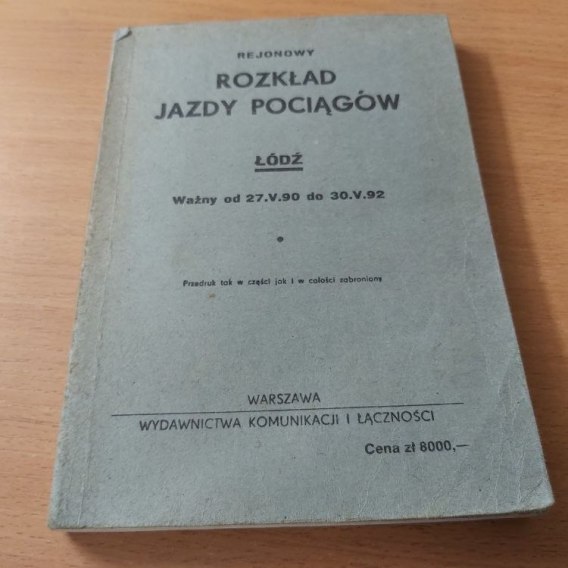 REJONOWY
ROZKŁAD
JAZDY POCIĄGÓW
ŁÓDŹ
Ważny od 27.V.90 do 30.V.92
Przedruk tak w części jak i w całości zabroniony
WARSZAWA
WYDAWNICTWA KOMUNIKACJI I ŁĄCZNOŚCI
Cena zł 8000,—